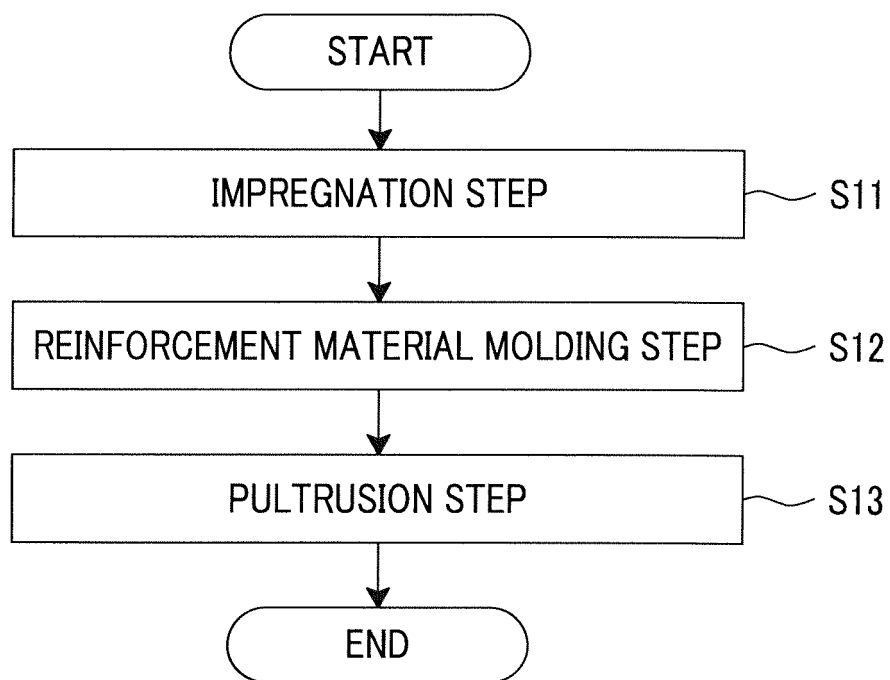 START
IMPREGNATION STEP
S11
REINFORCEMENT MATERIAL MOLDING STEP
S12
PULTRUSION STEP
S13
END